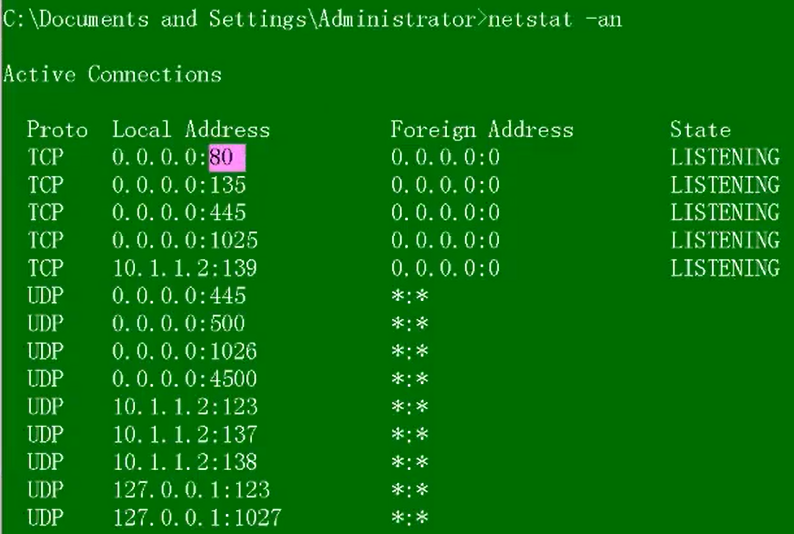 C:\Documents and Settings\Administrator>netstat -an
Active Connections
Proto Local Address Foreign Address State
TCP 0.0.0.0:80 0.0.0.0:0 LISTENING
TCP 0.0.0.0:135 0.0.0.0:0 LISTENING
TCP 0.0.0.0:445 0.0.0.0:0 LISTENING
TCP 0.0.0.0:1025 0.0.0.0:0 LISTENING
TCP 10.1.1.2:139 0.0.0.0:0 LISTENING
UDP 0.0.0.0:445 *:*
UDP 0.0.0.0:500 *:*
UDP 0.0.0.0:1026 *:*
UDP 0.0.0.0:4500 *:*
UDP 10.1.1.2:123 *:*
UDP 10.1.1.2:137 *:*
UDP 10.1.1.2:138 *:*
UDP 127.0.0.1:123 *:*
UDP 127.0.0.1:1027 *:*